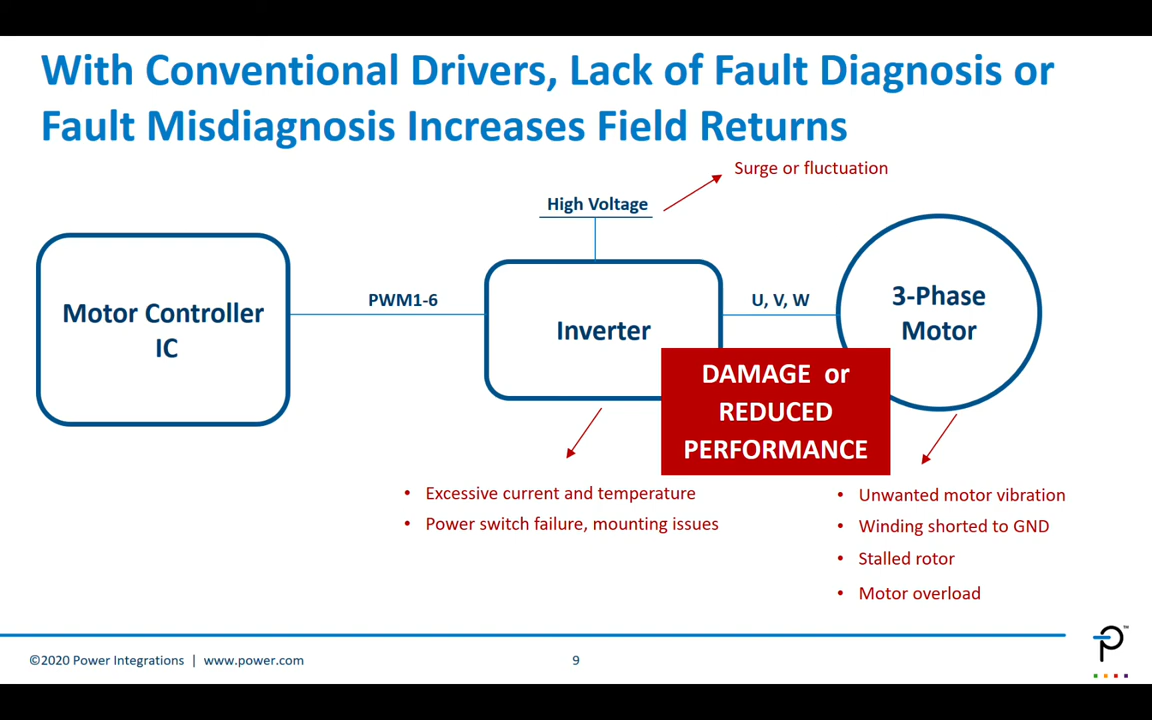 With Conventional Drivers, Lack of Fault Diagnosis or
Fault Misdiagnosis Increases Field Returns
Surge or fluctuation
High Voltage
Motor Controller
IC
PWM1-6
Inverter
U, V, W
3-Phase
Motor
DAMAGE or
REDUCED
PERFORMANCE
• Excessive current and temperature
• Power switch failure, mounting issues
• Unwanted motor vibration
• Winding shorted to GND
• Stalled rotor
• Motor overload
©2020 Power Integrations | www.power.com
9
TM